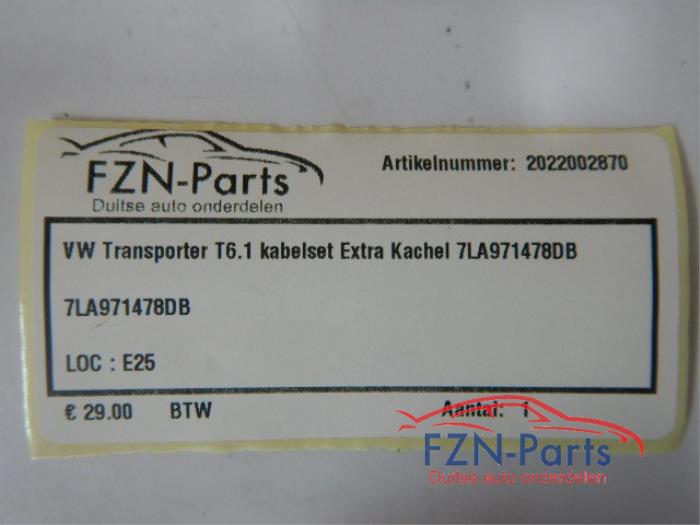 FZN-Parts
Duitse auto onderdelen
Artikelnummer: 2022002870
VW Transporter T6.1 kabelset Extra Kachel 7LA971478DB
7LA971478DB
LOC : E25
€ 29.00 BTW Aantal: 1
FZN-Parts
Duitse auto onderdelen